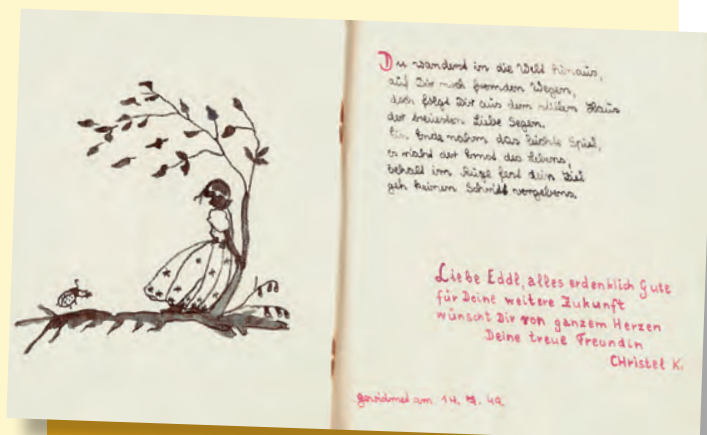 Du wanderst in die Welt hinaus,
auf Dir noch fremden Wegen,
doch folgt Dir aus dem stillen Haus
der treuesten Liebe Segen.
Ein Ende nahm das leichte Spiel,
es naht der Ernst des Lebens,
behalt im Auge fest dein Ziel
geh keinen Schritt vergebens.
Liebe Eddl, alles erdenklich Gute
für Deine weitere Zukunft
wünscht Dir von ganzem Herzen
Deine treue Freundin
Christel K.
gewidmed am 14. 49.